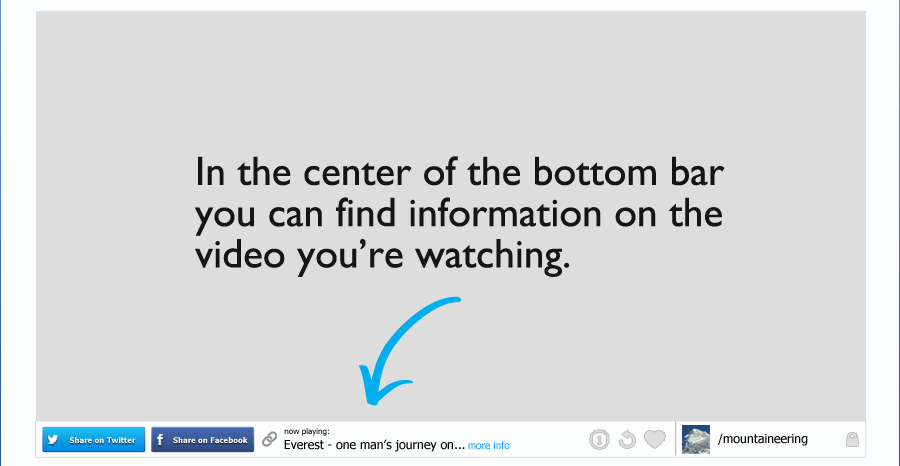 In the center of the bottom bar
you can find information on the
video you’re watching.
Share on Twitter
Share on Facebook
now playing:
Everest - one man’s journey on... more info
/mountaineering